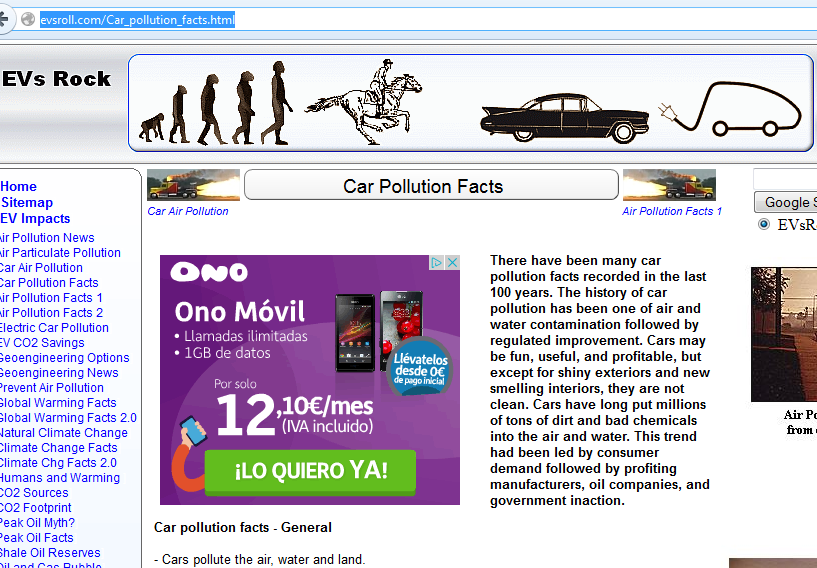 evsroll.com/Car_pollution_facts.html
EVs Rock
Home
Sitemap
EV Impacts
Air Pollution News
Air Particulate Pollution
Car Air Pollution
Car Pollution Facts
Air Pollution Facts 1
Air Pollution Facts 2
Electric Car Pollution
EV CO2 Savings
Geoengineering Options
Geoengineering News
Prevent Air Pollution
Global Warming Facts
Global Warming Facts 2.0
Natural Climate Change
Climate Change Facts
Climate Chg Facts 2.0
Humans and Warming
CO2 Sources
CO2 Footprint
Peak Oil Myth?
Peak Oil Facts
Shale Oil Reserves
Oil and Gas Bubble
Car Air Pollution
Car Pollution Facts
Air Pollution Facts 1
ONO
Ono Móvil
• Llamadas ilimitadas
• 1GB de datos
Llévatelos
desde 0€
de pago inicial
Por solo
12,10€/mes
(IVA incluido)
¡LO QUIERO YA!
There have been many car
pollution facts recorded in the last
100 years. The history of car
pollution has been one of air and
water contamination followed by
regulated improvement. Cars may
be fun, useful, and profitable, but
except for shiny exteriors and new
smelling interiors, they are not
clean. Cars have long put millions
of tons of dirt and bad chemicals
into the air and water. This trend
had been led by consumer
demand followed by profiting
manufacturers, oil companies, and
government inaction.
Car pollution facts - General
- Cars pollute the air, water and land.
Google S
EVsR
Air Po
from